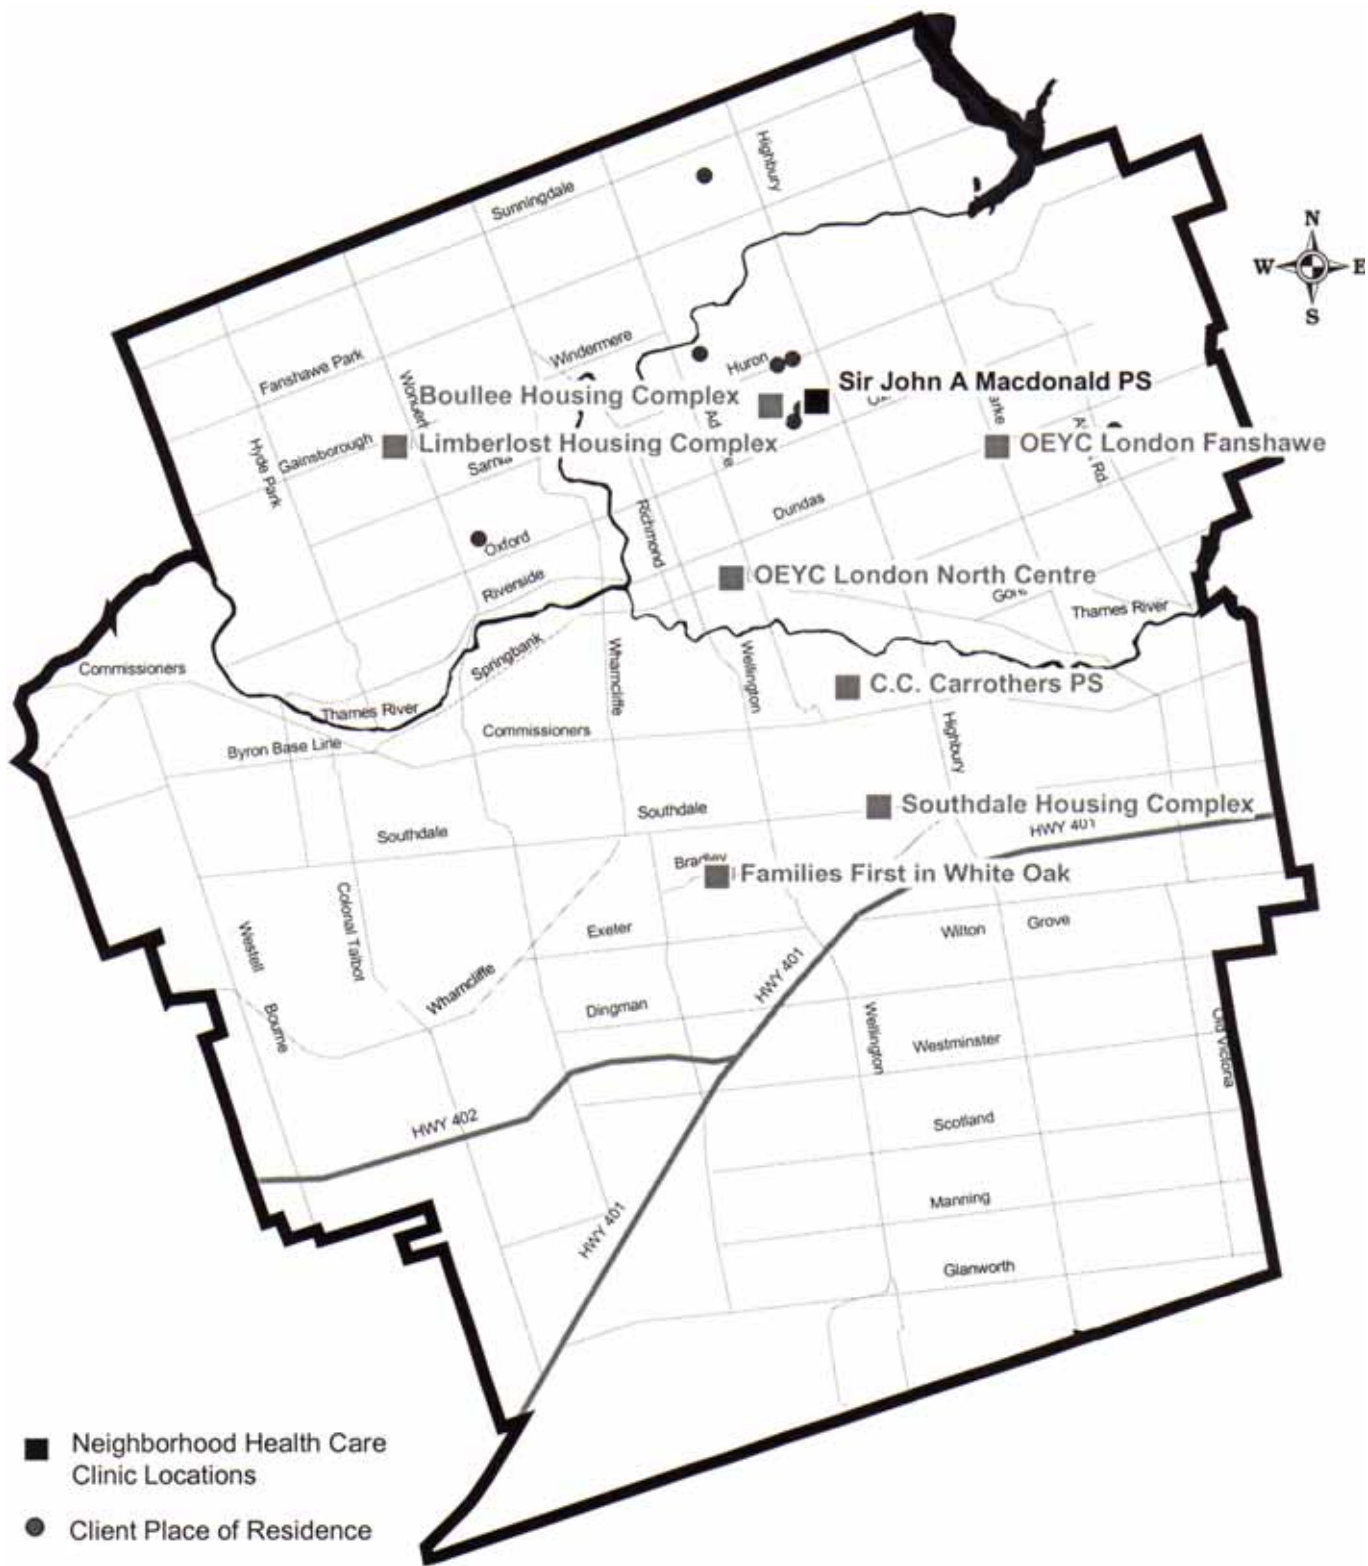 Highbury
Sunningdale
N
W
E
S
Windermere
Fanshawe Park
Huron
Sir John A Macdonald PS
Boullee Housing Complex
Gainsborough
Limberlost Housing Complex
OEYC London Fanshawe
Hyde Park
Rd
Richmond
Dundas
Oxford
Riverside
OEYC London North Centre
Thames River
Springbank
Wharncliffe
Wellington
Commissioners
C.C. Carrothers PS
Thames River
Byron Base Line
Commissioners
Highbury
Southdale
Southdale
Southdale Housing Complex
HWY 401
Bradley
Families First in White Oak
Colonal Talbot
Westell
Bourne
Exeter
Wilton
Grove
Wharncliffe
HWY 401
Dingman
Wellington
Westminster
Old Victoria
HWY 402
Scotland
Manning
HWY 401
Glanworth
Neighborhood Health Care
Clinic Locations
Client Place of Residence